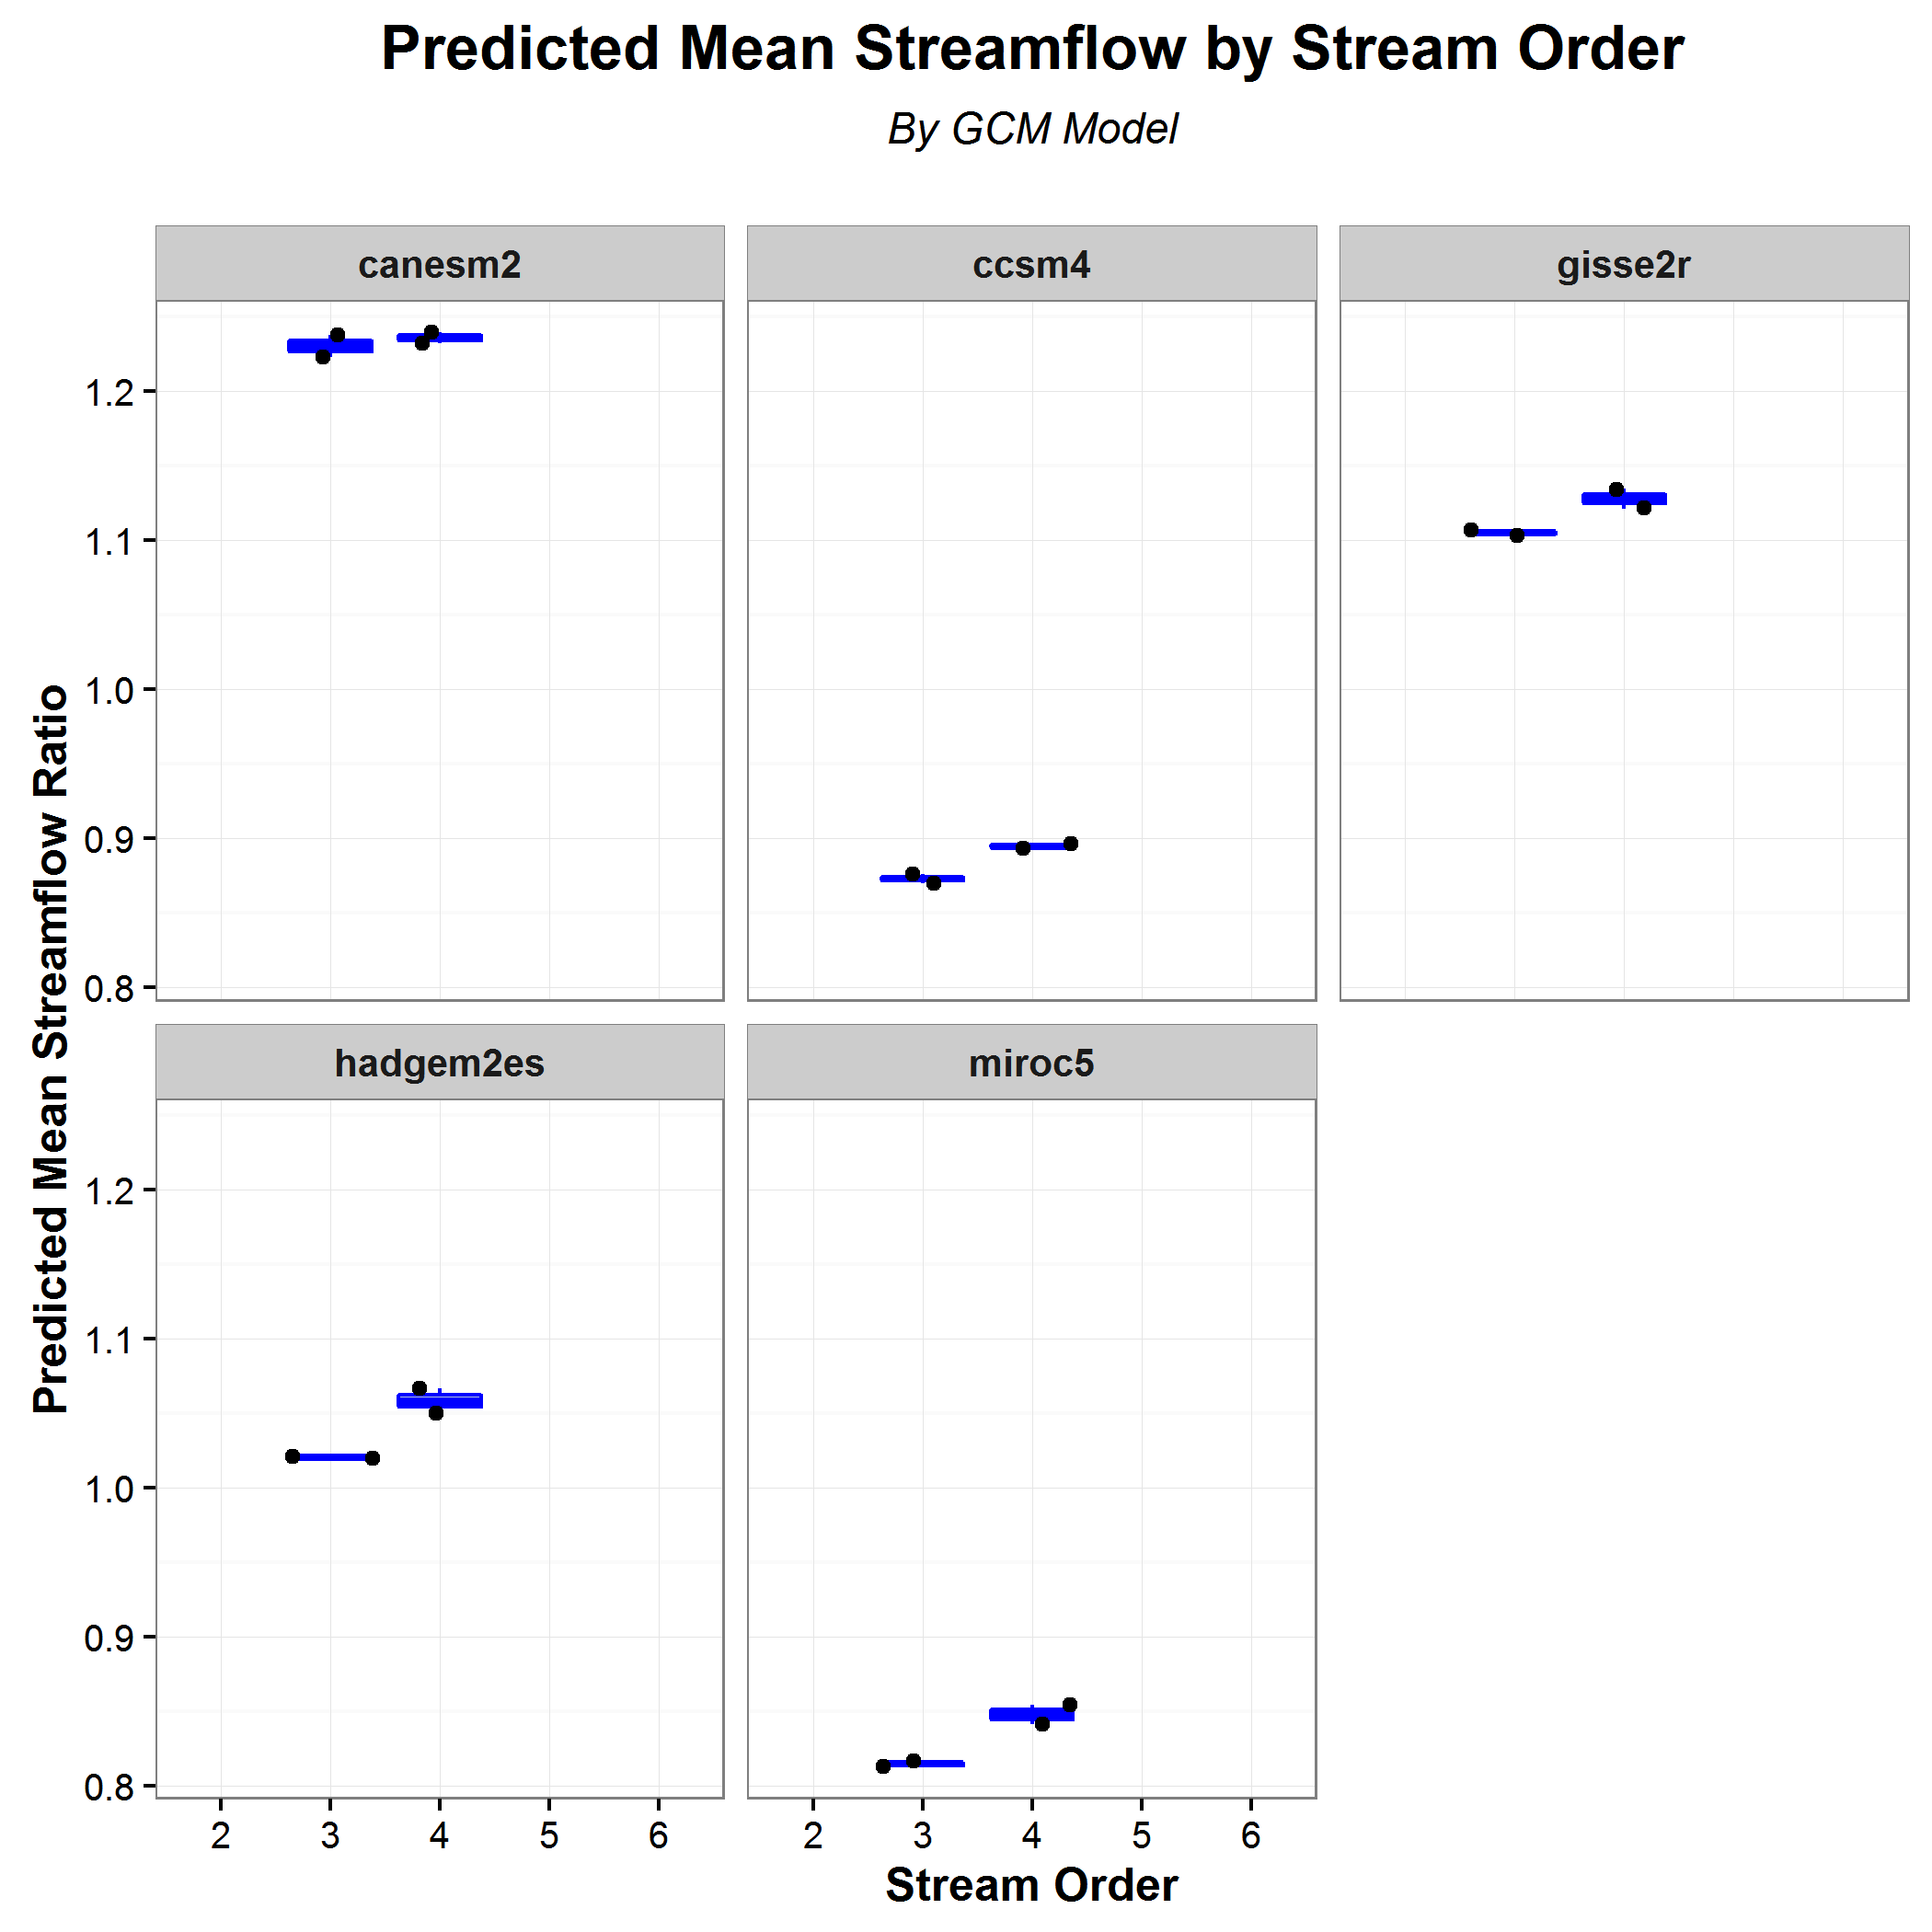 Predicted Mean Streamflow by Stream Order
By GCM Model
canesm2
ccsm4
gisse2r
1.2
1.1
1.0
0.9
0.8
Predicted Mean Streamflow Ratio
hadgem2es
miroc5
1.2
1.1
1.0
0.9
0.8
2 3 4 5 6
2 3 4 5 6
Stream Order